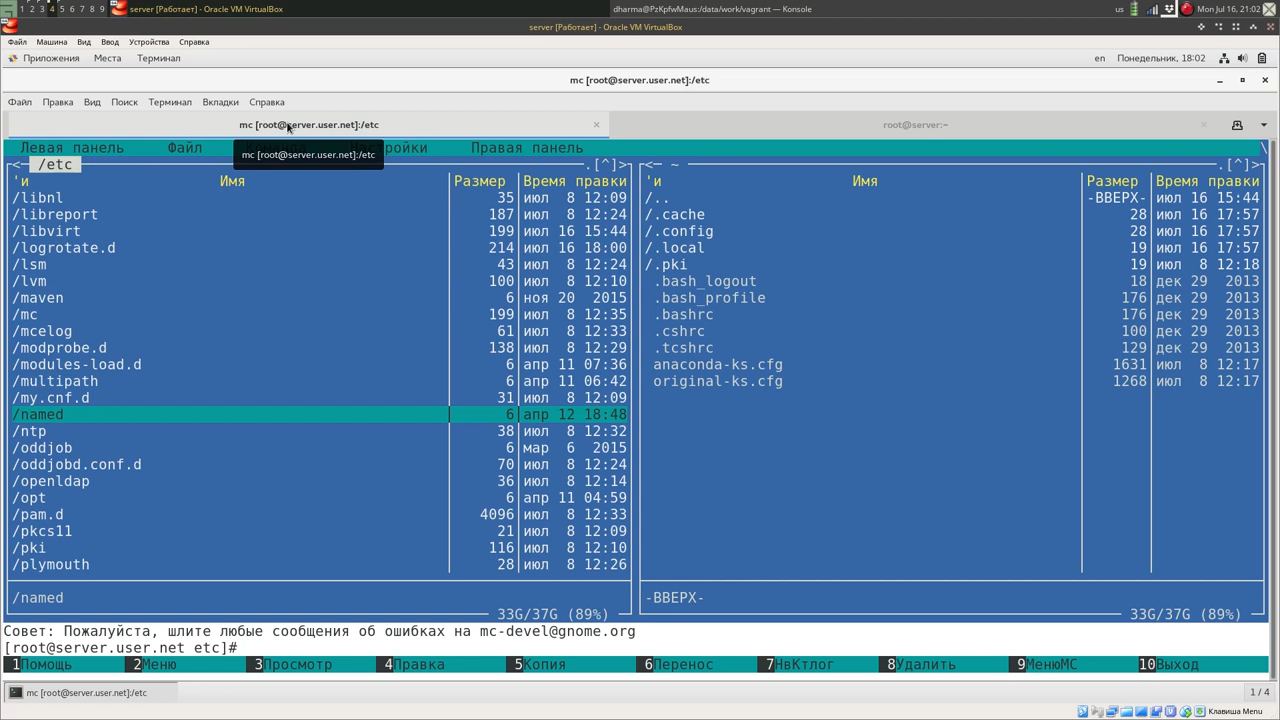 1 2 3 4 5 6 7 8 9 server [Работает] - Oracle VM VirtualBox dharma@PzKpfwMaus:/data/work/vagrant — Konsole us Mon Jul 16, 21:02
server [Работает] - Oracle VM VirtualBox
Файл Машина Вид Ввод Устройства Справка
Приложения Места Терминал en Понедельник, 18:02
mc [root@server.user.net]:/etc
Файл Правка Вид Поиск Терминал Вкладки Справка
mc [root@server.user.net]:/etc root@server:~
Левая панель Файл астройки Правая панель
mc [root@server.user.net]:/etc
<— /etc .[^]> <— ~ .[^]>
'и Имя Размер Время правки 'и Имя Размер Время правки
/libnl 35 июл 8 12:09 /.. -ВВЕРХ- июл 16 15:44
/libreport 187 июл 8 12:24 /.cache 28 июл 16 17:57
/libvirt 199 июл 16 15:44 /.config 28 июл 16 17:57
/logrotate.d 214 июл 16 18:00 /.local 19 июл 16 17:57
/lsm 43 июл 8 12:24 /.pki 19 июл 8 12:18
/lvm 100 июл 8 12:10 .bash_logout 18 дек 29 2013
/maven 6 ноя 20 2015 .bash_profile 176 дек 29 2013
/mc 199 июл 8 12:35 .bashrc 176 дек 29 2013
/mcelog 61 июл 8 12:33 .cshrc 100 дек 29 2013
/modprobe.d 138 июл 8 12:29 .tcshrc 129 дек 29 2013
/modules-load.d 6 апр 11 07:36 anaconda-ks.cfg 1631 июл 8 12:17
/multipath 6 апр 11 06:42 original-ks.cfg 1268 июл 8 12:17
/my.cnf.d 31 июл 8 12:09
/named 6 апр 12 18:48
/ntp 38 июл 8 12:32
/oddjob 6 мар 6 2015
/oddjobd.conf.d 70 июл 8 12:24
/openldap 36 июл 8 12:14
/opt 6 апр 11 04:59
/pam.d 4096 июл 8 12:33
/pkcs11 21 июл 8 12:09
/pki 116 июл 8 12:10
/plymouth 28 июл 8 12:26
/named -ВВЕРХ-
33G/37G (89%) 33G/37G (89%)
Совет: Пожалуйста, шлите любые сообщения об ошибках на mc-devel@gnome.org
[root@server.user.net etc]#
1Помощь 2Меню 3Просмотр 4Правка 5Копия 6Перенос 7НвКтлог 8Удалить 9МенюМС 10Выход
mc [root@server.user.net]:/etc 1 / 4
Клавиша Menu